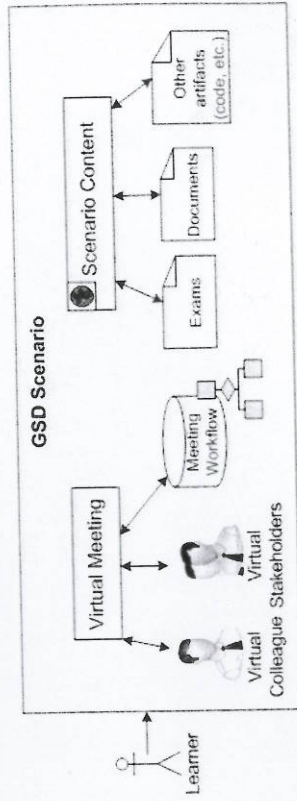 GSD Scenario
Learner
Virtual Meeting
Virtual
Colleague
Virtual
Stakeholders
Meeting
Workflow
Scenario Content
Exams
Documents
Other
artifacts
(code, etc.)